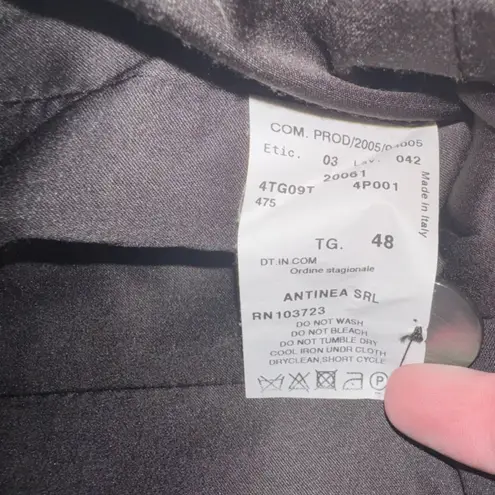 COM. PROD/2005/
Etic. 03 Lav. 042
20061
4TG09T 4P001
475
Made in Italy
TG. 48
DT.IN.COM
Ordine stagionale
ANTINEA SRL
RN103723
DO NOT WASH
DO NOT BLEACH
DO NOT TUMBLE DRY
COOL IRON UNDR CLOTH
DRYCLEAN,SHORT CYCLE
P